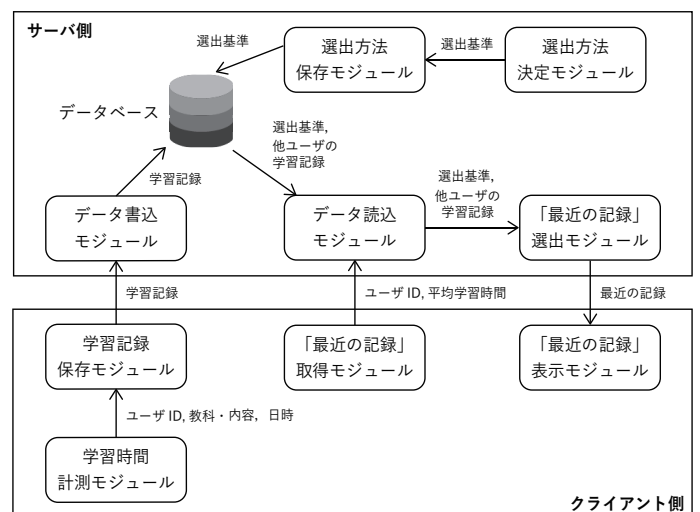 サーバ側
選出基準
選出方法
保存モジュール
選出基準
選出方法
決定モジュール
データベース
選出基準,
他ユーザの
学習記録
学習記録
選出基準,
他ユーザの
学習記録
データ書込
モジュール
データ読込
モジュール
「最近の記録」
選出モジュール
学習記録
ユーザ ID, 平均学習時間
最近の記録
学習記録
保存モジュール
「最近の記録」
取得モジュール
「最近の記録」
表示モジュール
ユーザ ID, 教科・内容，日時
学習時間
計測モジュール
クライアント側